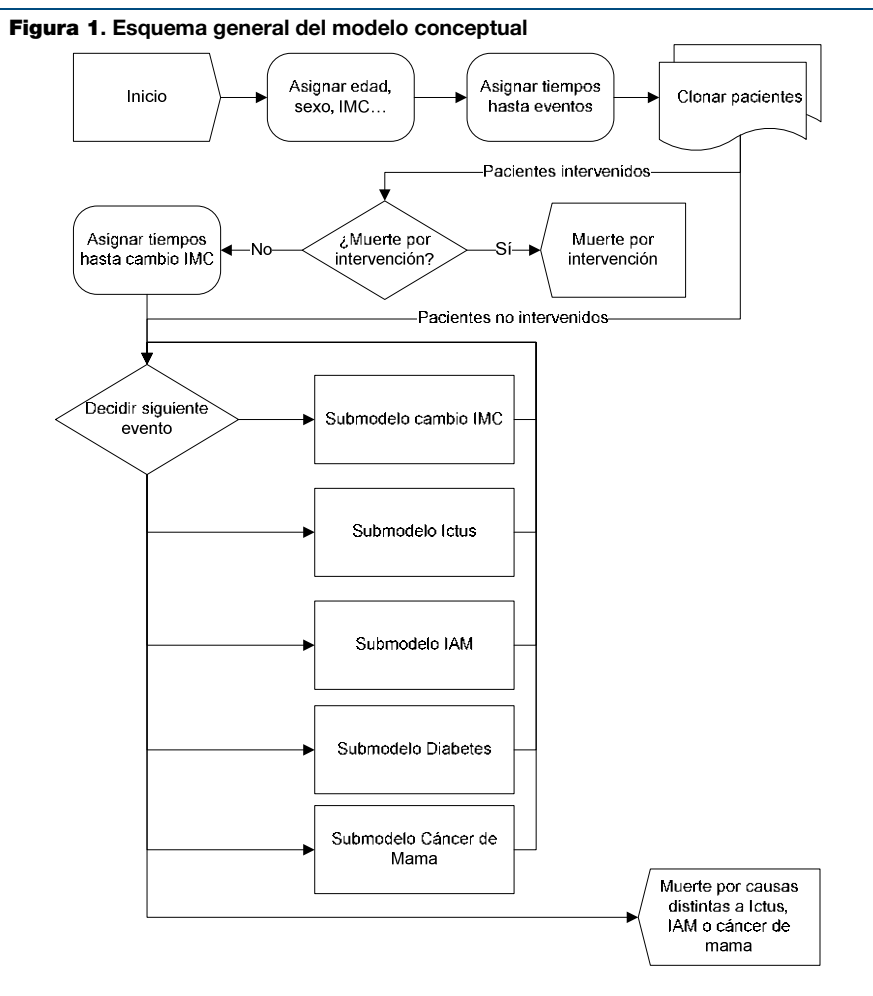 Figura 1. Esquema general del modelo conceptual
Inicio
Asignar edad,
sexo, IMC…
Asignar tiempos
hasta eventos
Clonar pacientes
Pacientes intervenidos
Asignar tiempos
hasta cambio IMC
No
¿Muerte por
intervención?
Sí
Muerte por
intervención
Pacientes no intervenidos
Decidir siguiente
evento
Submodelo cambio IMC
Submodelo Ictus
Submodelo IAM
Submodelo Diabetes
Submodelo Cáncer de
Mama
Muerte por causas
distintas a Ictus,
IAM o cáncer de
mama